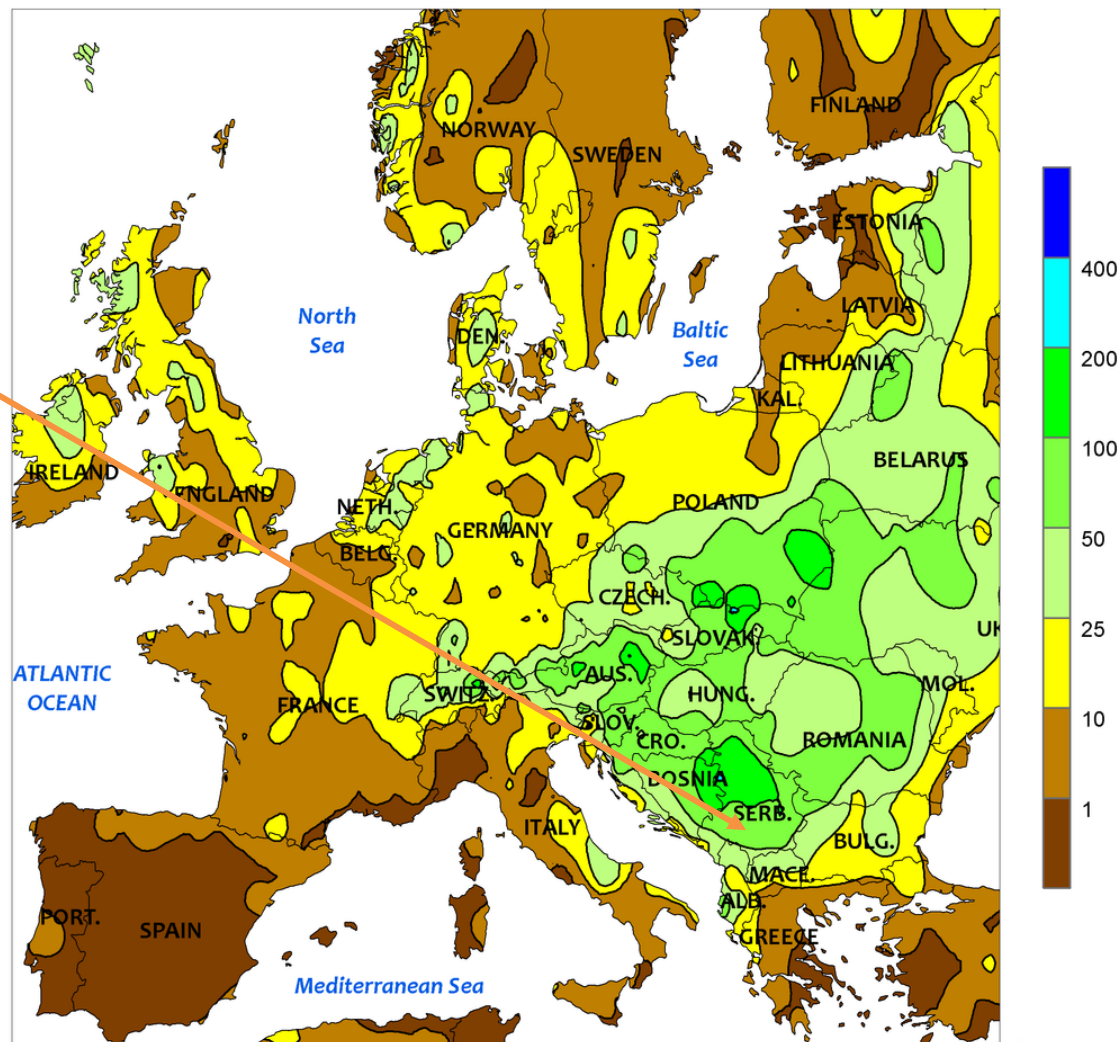 FINLAND
NORWAY
SWEDEN
ESTONIA
LATVIA
North
Sea
DEN.
Baltic
Sea
LITHUANIA
KAL.
BELARUS
IRELAND
ENGLAND
NETH.
POLAND
GERMANY
BELG.
CZECH.
SLOVAK.
UK
ATLANTIC
OCEAN
FRANCE
SWITZ.
AUS.
HUNG.
MOL.
SLOV.
CRO.
ROMANIA
BOSNIA
SERB.
ITALY
BULG.
MACE.
ALB.
PORT.
SPAIN
GREECE
Mediterranean Sea
400
200
100
50
25
10
1